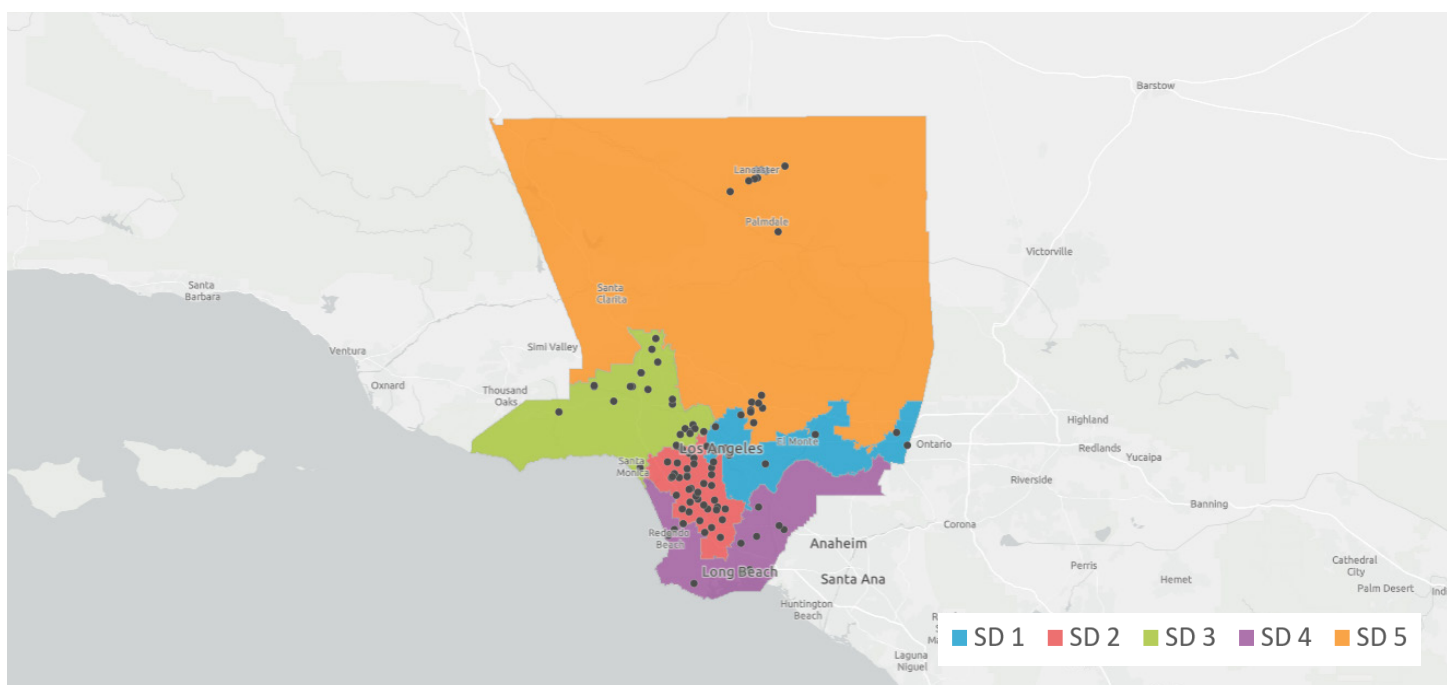 Barstow
Lancaster
Palmdale
Victorville
Santa
Barbara
Santa
Clarita
Ventura
Simi Valley
Oxnard
Thousand
Oaks
Highland
El Monte
Ontario
Redlands
Los Angeles
Yucaipa
Santa
Monica
Riverside
Banning
Corona
Redondo
Beach
Anaheim
Cathedral
City
Perris
Long Beach
Santa Ana
Hemet
Palm Desert
Huntington
Beach
Laguna
Niguel
SD 1
SD 2
SD 3
SD 4
SD 5